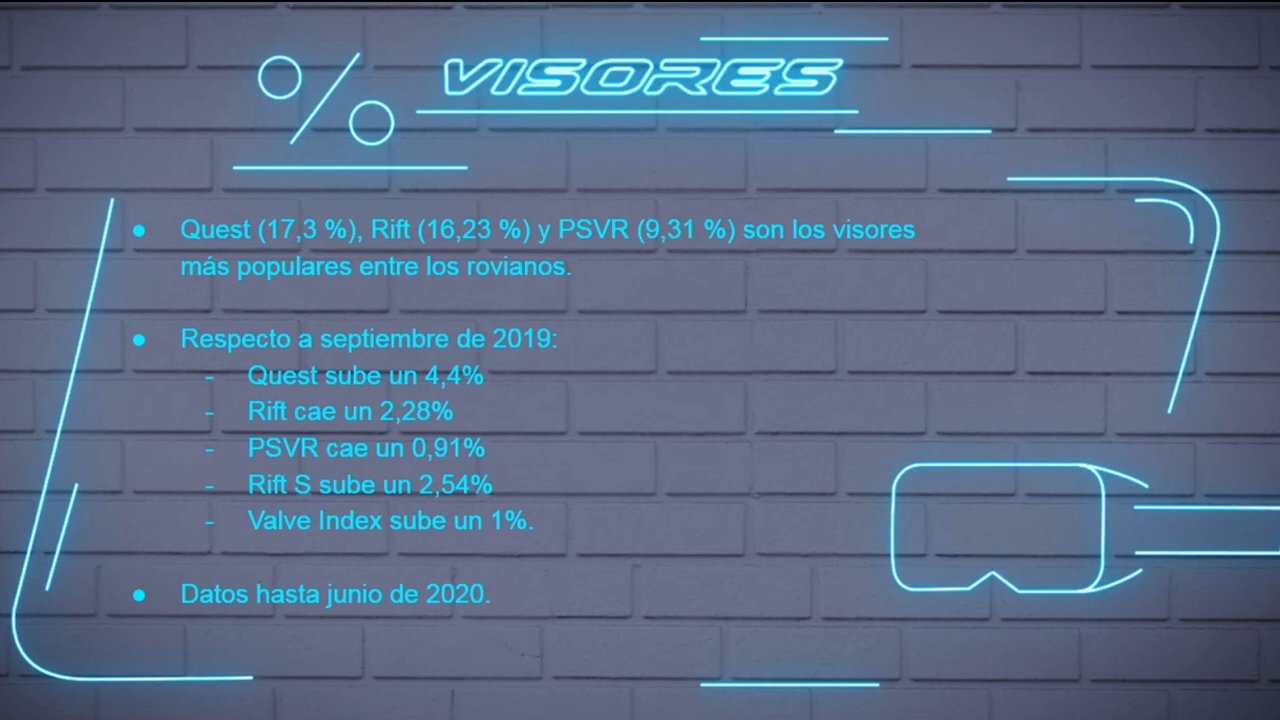 % VISORES
● Quest (17,3 %), Rift (16,23 %) y PSVR (9,31 %) son los visores
más populares entre los rovianos.
● Respecto a septiembre de 2019:
- Quest sube un 4,4%
- Rift cae un 2,28%
- PSVR cae un 0,91%
- Rift S sube un 2,54%
- Valve Index sube un 1%.
● Datos hasta junio de 2020.